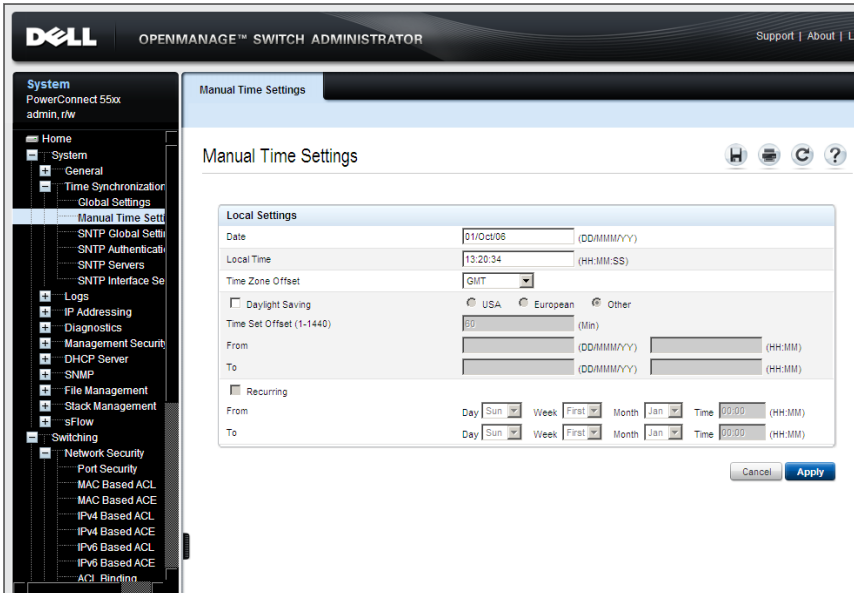 DELL
OPENMANAGE™ SWITCH ADMINISTRATOR
Support | About | L
System
PowerConnect 55xx
admin, r/w
Home
System
General
Time Synchronization
Global Settings
Manual Time Setti
SNTP Global Settin
SNTP Authenticati
SNTP Servers
SNTP Interface Se
Logs
IP Addressing
Diagnostics
Management Security
DHCP Server
SNMP
File Management
Stack Management
sFlow
Switching
Network Security
Port Security
MAC Based ACL
MAC Based ACE
IPv4 Based ACL
IPv4 Based ACE
IPv6 Based ACL
IPv6 Based ACE
ACL Binding
Manual Time Settings
Manual Time Settings
Local Settings
Date 01/Oct/06 (DD/MMM/YY)
Local Time 13:20:34 (HH:MM:SS)
Time Zone Offset GMT
Daylight Saving USA European Other
Time Set Offset (1-1440) 60 (Min)
From (DD/MMM/YY) (HH:MM)
To (DD/MMM/YY) (HH:MM)
Recurring
From Day Sun Week First Month Jan Time 00:00 (HH:MM)
To Day Sun Week First Month Jan Time 00:00 (HH:MM)
Cancel Apply